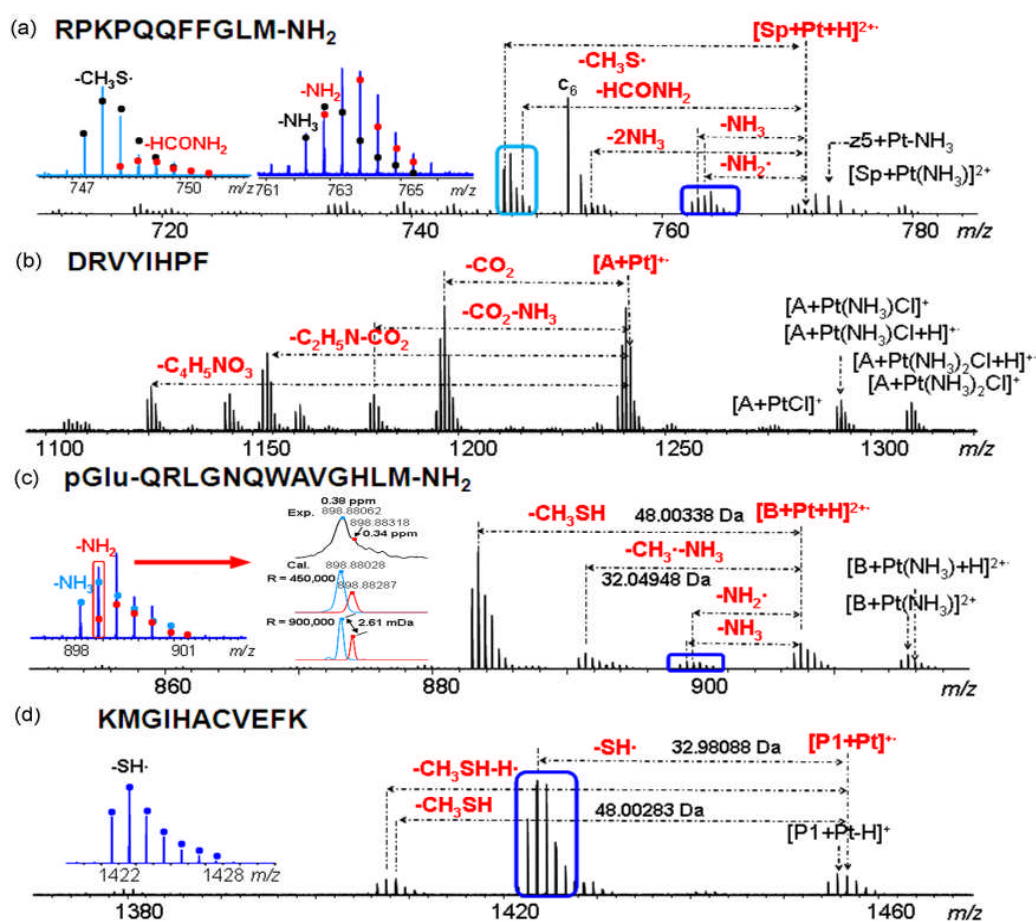 (a) RPKPQQFFGLM-NH₂
[Sp+Pt+H]²⁺·
-CH₃S·
-HCONH₂
-2NH₃
c₆
-NH₃
-NH₂·
z5+Pt-NH₃
[Sp+Pt(NH₃)]²⁺
-CH₃S·
-HCONH₂
747 750 m/z
-NH₂
-NH₃
761 763 765 m/z
720 740 760 780 m/z
(b) DRVYIHPF
-CO₂
[A+Pt]⁺·
-CO₂-NH₃
-C₂H₅N-CO₂
-C₄H₅NO₃
[A+PtCl]⁺
[A+Pt(NH₃)Cl]⁺
[A+Pt(NH₃)Cl+H]⁺·
[A+Pt(NH₃)₂Cl+H]⁺·
[A+Pt(NH₃)₂Cl]⁺
1100 1150 1200 1250 1300 m/z
(c) pGlu-QRLGNQWAVGHLM-NH₂
-NH₂
-NH₃
898 901 m/z
0.38 ppm
Exp. 898.88062
898.88318
0.34 ppm
Cal. 898.88028
R = 450,000 898.88287
R = 900,000 2.61 mDa
-CH₃SH 48.00338 Da [B+Pt+H]²⁺·
-CH₃·-NH₃
32.04948 Da
-NH₂·
-NH₃
[B+Pt(NH₃)+H]²⁺·
[B+Pt(NH₃)]²⁺
860 880 900 m/z
(d) KMGIHACVEFK
-SH·
1422 1428 m/z
-SH· 32.98088 Da [P1+Pt]⁺·
-CH₃SH-H·
-CH₃SH
48.00283 Da
[P1+Pt-H]⁺
1380 1420 1460 m/z